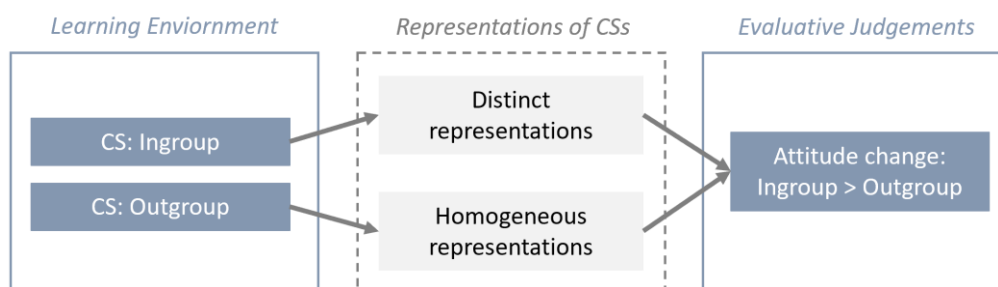 Learning Enviornment
Representations of CSs
Evaluative Judgements
CS: Ingroup
CS: Outgroup
Distinct
representations
Homogeneous
representations
Attitude change:
Ingroup > Outgroup